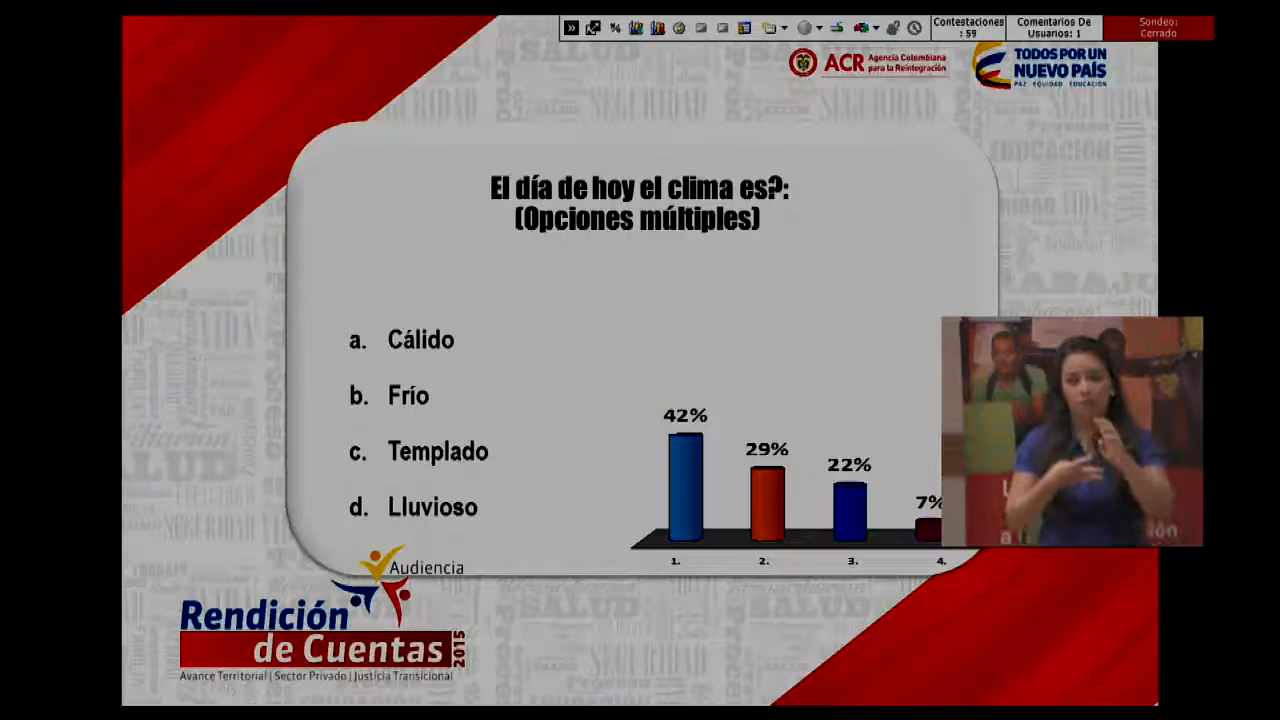 Contestaciones
: 59
Comentarios De
Usuarios: 1
Sondeo:
Cerrado
ACR
Agencia Colombiana
para la Reintegración
TODOS POR UN
NUEVO PAÍS
PAZ EQUIDAD EDUCACIÓN
El día de hoy el clima es?:
(Opciones múltiples)
a. Cálido
b. Frío
c. Templado
d. Lluvioso
42%
29%
22%
7%
1.
2.
3.
4.
Audiencia
Rendición
de Cuentas
2015
Avance Territorial | Sector Privado | Justicia Transicional